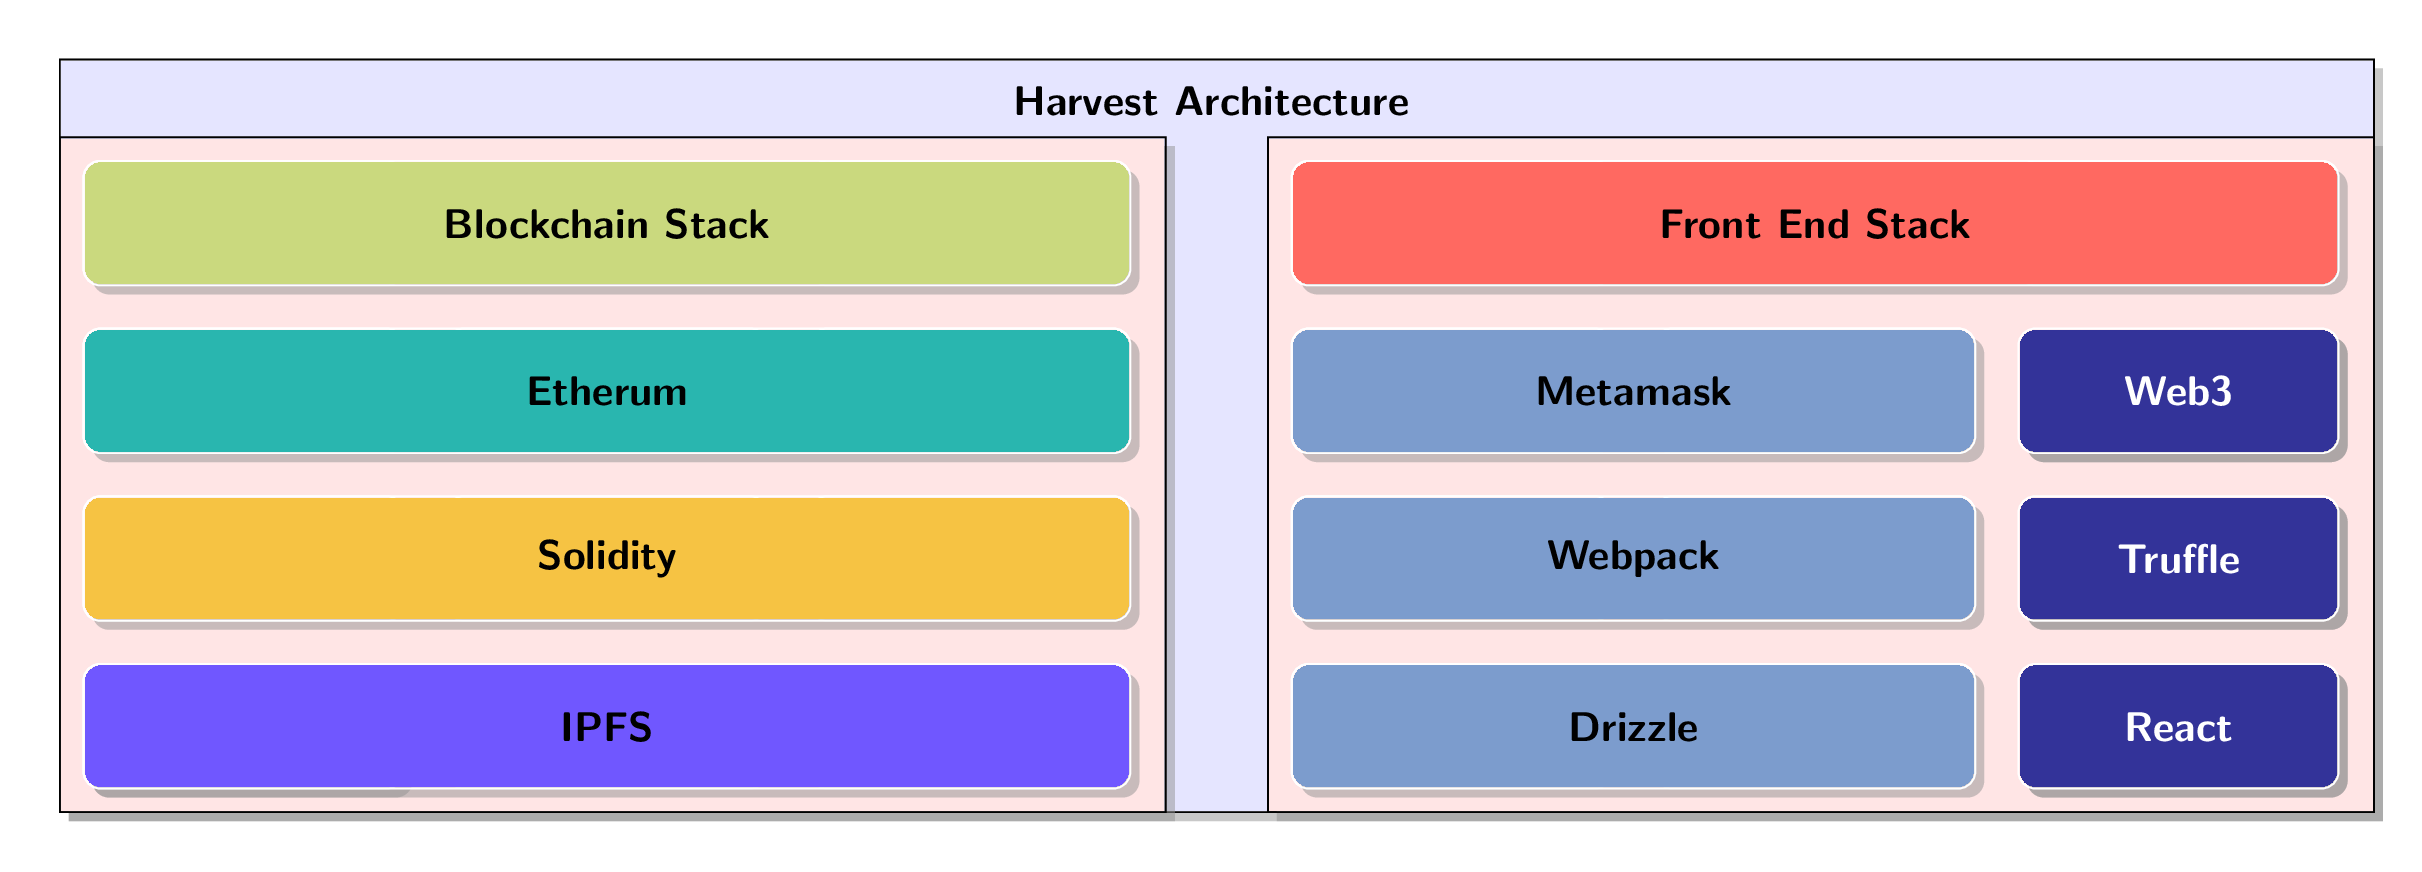 Harvest Architecture
Blockchain Stack
Etherum
Solidity
IPFS
Front End Stack
Metamask
Web3
Webpack
Truffle
Drizzle
React